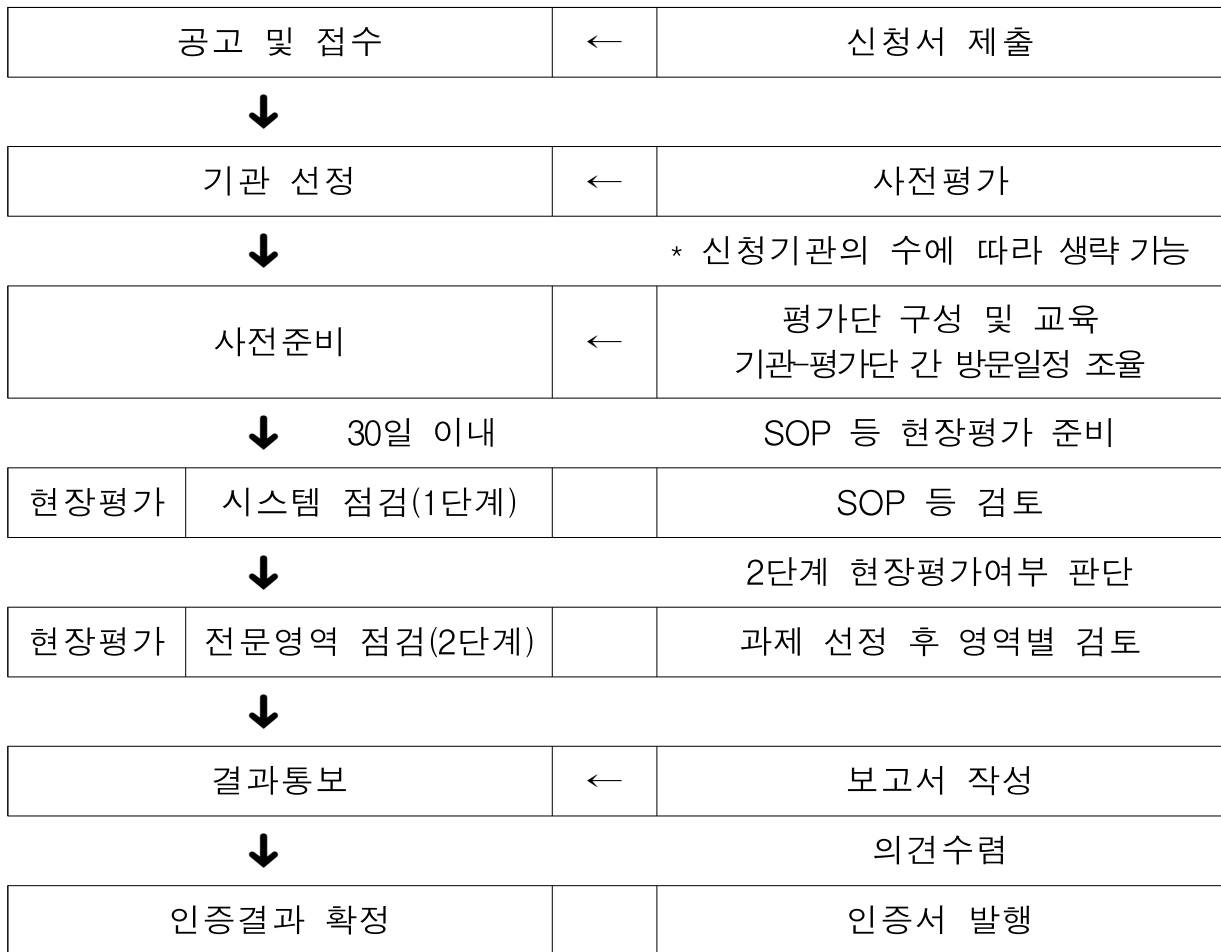 공고 및 접수 ← 신청서 제출
↓
기관 선정 ← 사전평가
↓ * 신청기관의 수에 따라 생략 가능
사전준비 ← 평가단 구성 및 교육
기관-평가단 간 방문일정 조율
↓ 30일 이내 SOP 등 현장평가 준비
현장평가 시스템 점검(1단계) SOP 등 검토
↓ 2단계 현장평가여부 판단
현장평가 전문영역 점검(2단계) 과제 선정 후 영역별 검토
↓
결과통보 ← 보고서 작성
↓ 의견수렴
인증결과 확정 인증서 발행